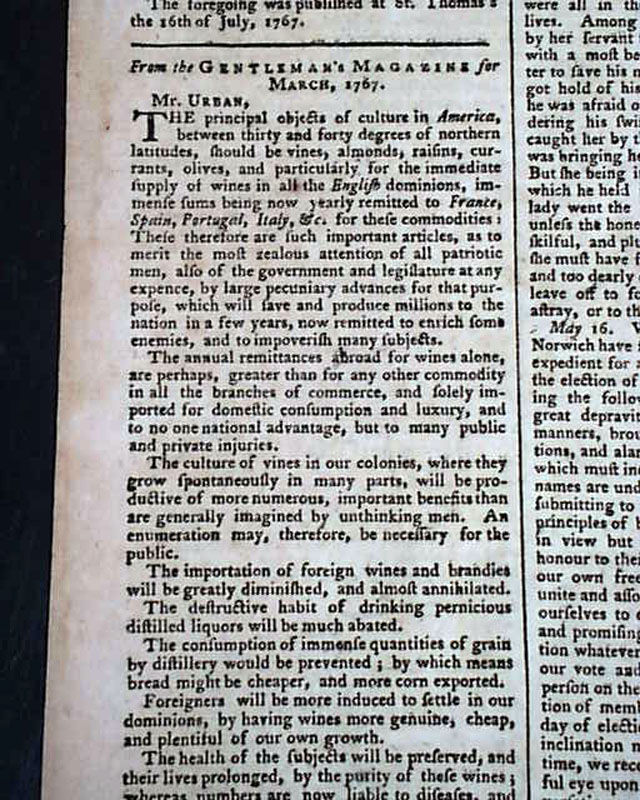 The foregoing was published at St. Thomas's
the 16th of July, 1767.
From the GENTLEMAN's MAGAZINE for
MARCH, 1767.
Mr. URBAN,
THE principal objects of culture in America,
between thirty and forty degrees of northern
latitudes, ſhould be vines, almonds, raiſins, cur-
rants, olives, and particularly for the immediate
ſupply of wines in all the Engliſh dominions, im-
menſe ſums being now yearly remitted to France,
Spain, Portugal, Italy, &c. for theſe commodities:
Theſe therefore are ſuch important articles, as to
merit the moſt zealous attention of all patriotic
men, alſo of the government and legiſlature at any
expence, by large pecuniary advances for that pur-
poſe, which will ſave and produce millions to the
nation in a few years, now remitted to enrich ſome
enemies, and to impoveriſh many ſubjects.
The annual remittances abroad for wines alone,
are perhaps, greater than for any other commodity
in all the branches of commerce, and ſolely im-
ported for domeſtic conſumption and luxury, and
to no one national advantage, but to many public
and private injuries.
The culture of vines in our colonies, where they
grow ſpontaneouſly in many parts, will be pro-
ductive of more numerous, important benefits than
are generally imagined by unthinking men. An
enumeration may, therefore, be neceſſary for the
public.
The importation of foreign wines and brandies
will be greatly diminiſhed, and almoſt annihilated.
The deſtructive habit of drinking pernicious
diſtilled liquors will be much abated.
The conſumption of immenſe quantities of grain
by diſtillery would be prevented; by which means
bread might be cheaper, and more corn exported.
Foreigners will be more induced to ſettle in our
dominions, by having wines more genuine, cheap,
and plentiful of our own growth.
The health of the ſubjects will be preſerved, and
their lives prolonged, by the purity of theſe wines;
whereas numbers are now liable to diſeaſes, and
were all in th
lives. Among
by her ſervant
with a moſt be
ter to ſave his n
got hold of his
he was afraid o
dering his ſwi
caught her by t
was bringing he
But ſhe being i
which he held
lady went the
unleſs the hone
ſkilful, and plu
ſhe muſt have f
and too dearly
leave off to ſo
aſtray, or to th
May 16. V
Norwich have
expedient for a
the election of
ing the follow
great depravit
manners, brou
tions, and alar
which muſt in
names are und
ſubmitting to
principles of
in view but
honour to the
our own free
unite and aſſo
ourſelves to
and promiſin
tion whatever
our vote and
perſon on the
tion of memb
day of electi
inclination
time, we rece
ful eye upon